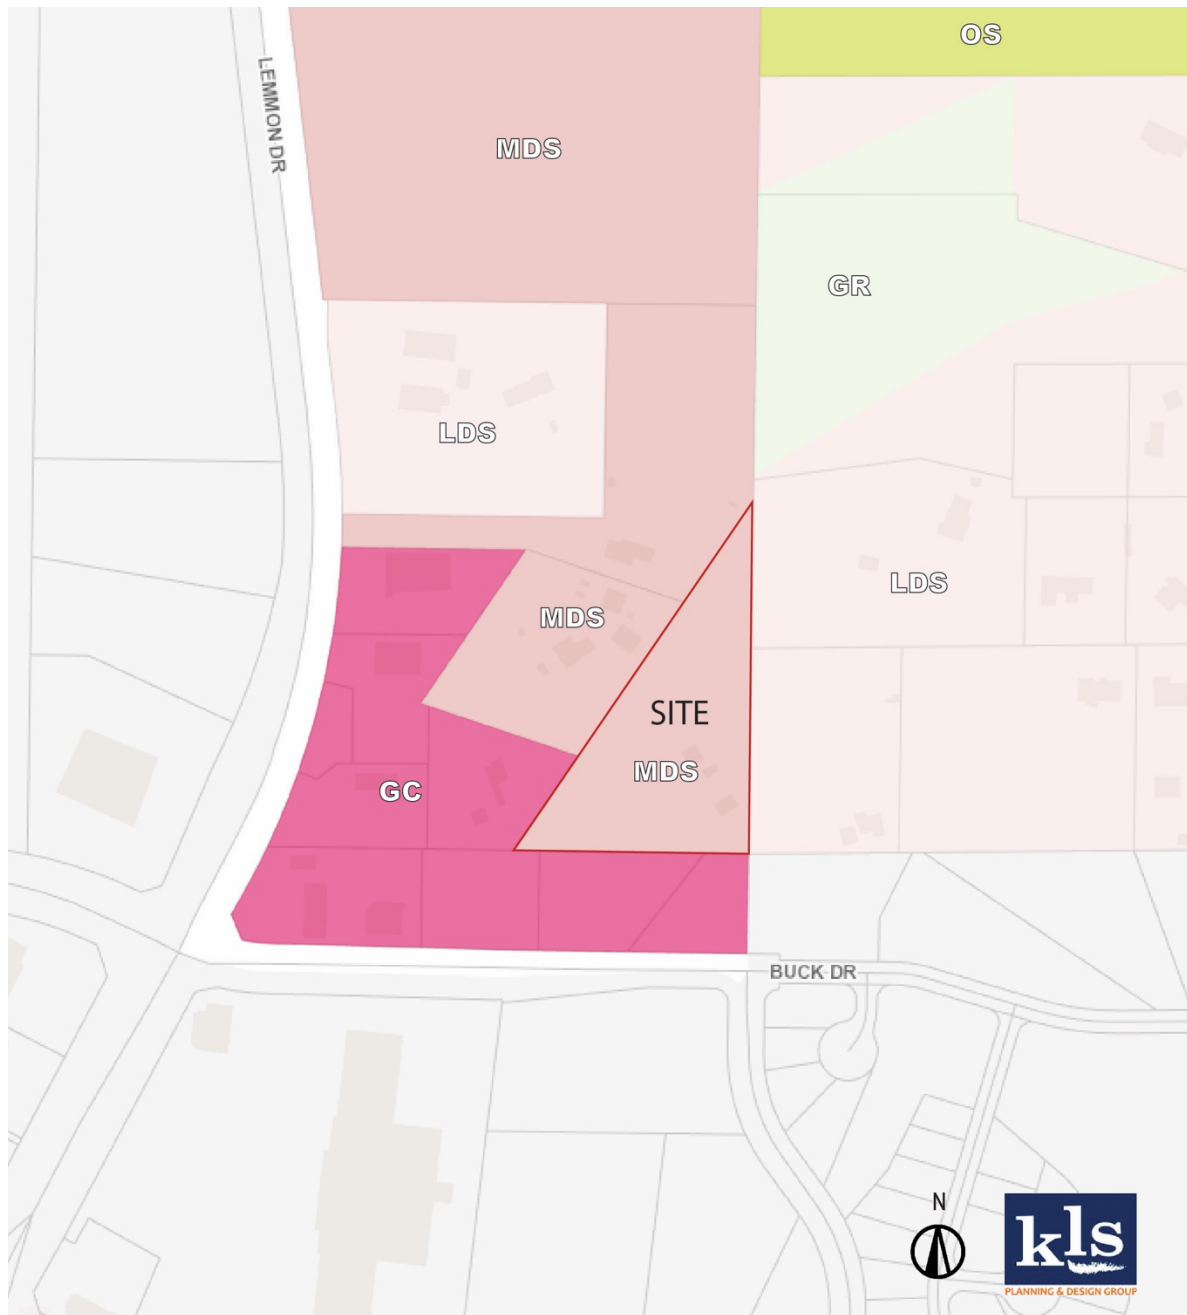 OS
LEMMON DR
MDS
GR
LDS
LDS
MDS
SITE
MDS
GC
BUCK DR
N
kls
PLANNING & DESIGN GROUP